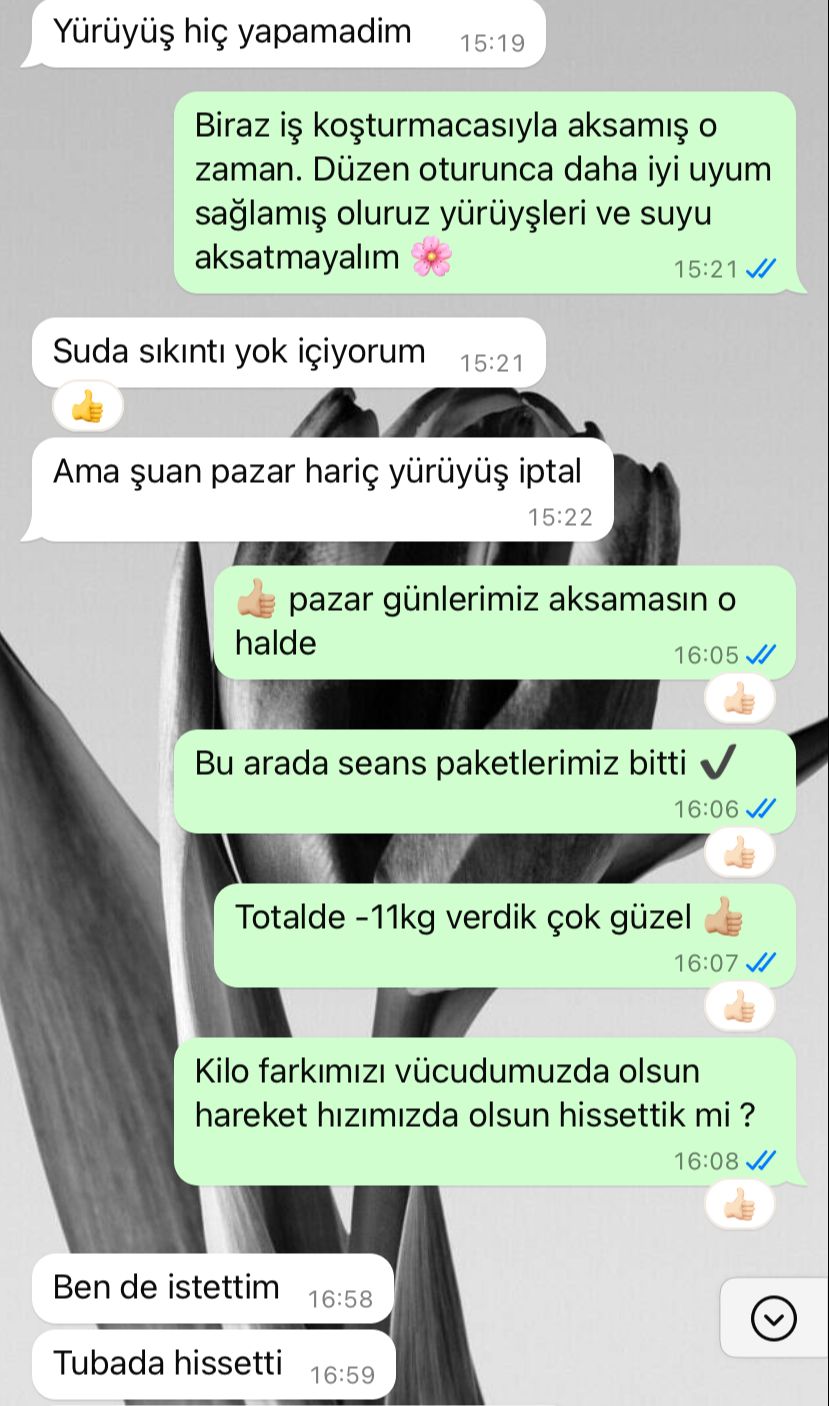 Yürüyüş hiç yapamadim
15:19
Biraz iş koşturmacasıyla aksamış o
zaman. Düzen oturunca daha iyi uyum
sağlamış oluruz yürüyşleri ve suyu
aksatmayalım 🌸
15:21
Suda sıkıntı yok içiyorum
15:21
👍
Ama şuan pazar hariç yürüyüş iptal
15:22
👍🏼 pazar günlerimiz aksamasın o
halde
16:05
👍🏻
Bu arada seans paketlerimiz bitti ✔️
16:06
👍🏻
Totalde -11kg verdik çok güzel 👍🏼
16:07
👍🏻
Kilo farkımızı vücudumuzda olsun
hareket hızımızda olsun hissettik mi ?
16:08
👍🏻
Ben de istettim
16:58
Tubada hissetti
16:59